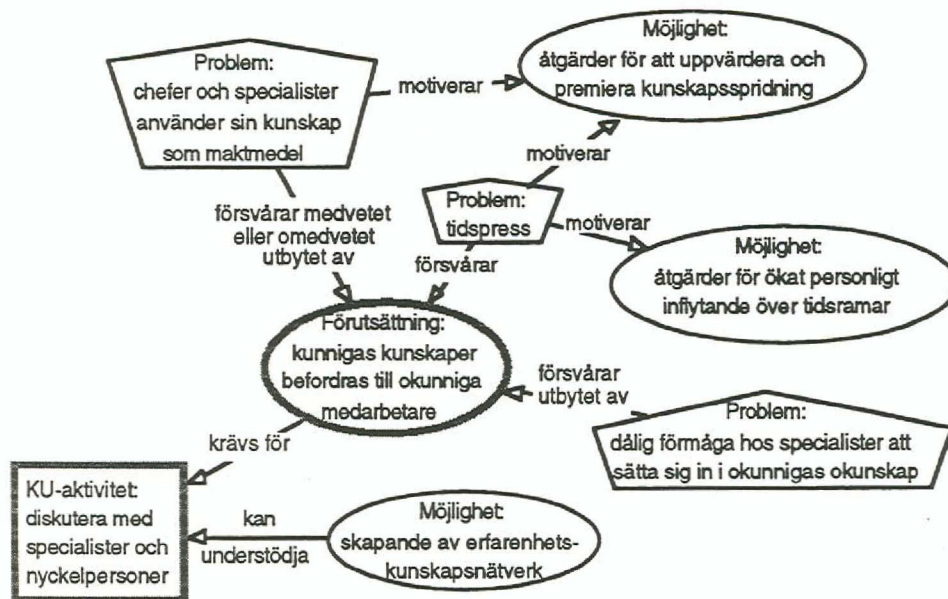 Problem:
chefer och specialister
använder sin kunskap
som maktmedel
motiverar
Möjlighet:
åtgärder för att uppvärdera och
premiera kunskapsspridning
motiverar
Problem:
tidspress
motiverar
Möjlighet:
åtgärder för ökat personligt
inflytande över tidsramar
försvårar medvetet
eller omedvetet
utbytet av
försvårar
Förutsättning:
kunnigas kunskaper
befordras till okunniga
medarbetare
försvårar
utbytet av
Problem:
dålig förmåga hos specialister att
sätta sig in i okunnigas okunskap
krävs för
KU-aktivitet:
diskutera med
specialister och
nyckelpersoner
kan
understödja
Möjlighet:
skapande av erfarenhets-
kunskapsnätverk